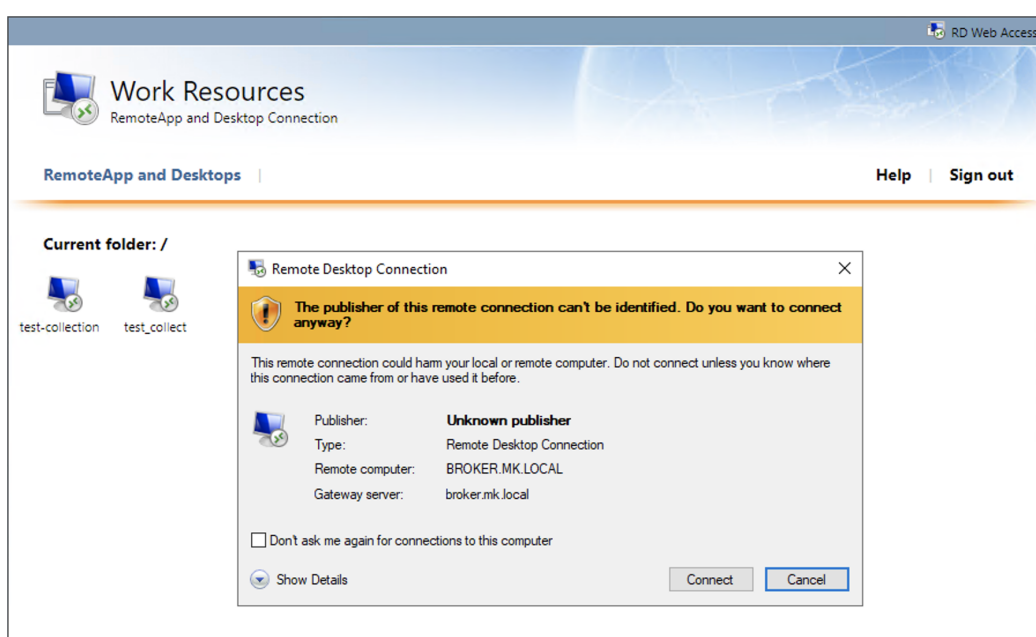 RD Web Access
Work Resources
RemoteApp and Desktop Connection
RemoteApp and Desktops |
Help | Sign out
Current folder: /
test-collection
test_collect
Remote Desktop Connection
The publisher of this remote connection can't be identified. Do you want to connect
anyway?
This remote connection could harm your local or remote computer. Do not connect unless you know where
this connection came from or have used it before.
Publisher: Unknown publisher
Type: Remote Desktop Connection
Remote computer: BROKER.MK.LOCAL
Gateway server: broker.mk.local
Don't ask me again for connections to this computer
Show Details
Connect
Cancel